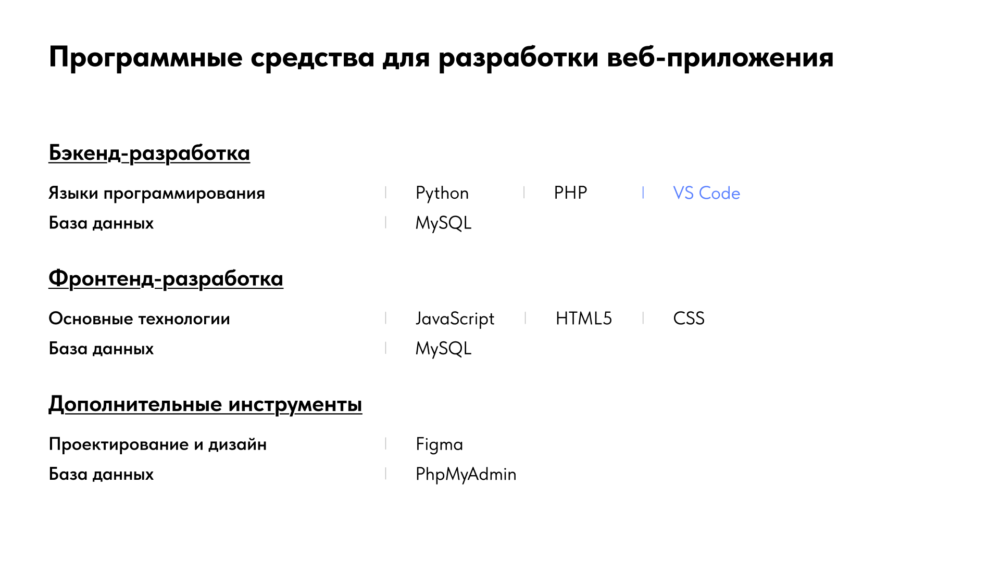 Программные средства для разработки веб-приложения
Бэкенд-разработка
Языки программирования | Python | PHP | VS Code
База данных | MySQL
Фронтенд-разработка
Основные технологии | JavaScript | HTML5 | CSS
База данных | MySQL
Дополнительные инструменты
Проектирование и дизайн | Figma
База данных | PhpMyAdmin